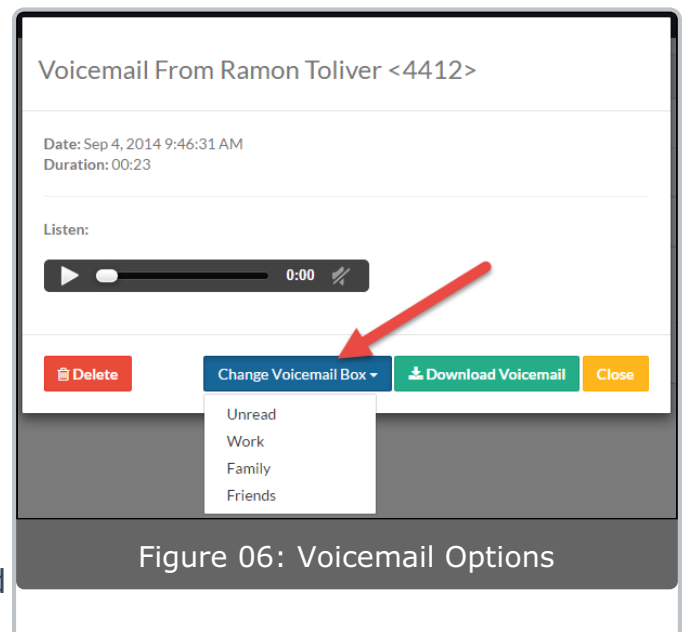 Voicemail From Ramon Toliver <4412>
Date: Sep 4, 2014 9:46:31 AM
Duration: 00:23
Listen:
0:00
Delete Change Voicemail Box Download Voicemail Close
Unread
Work
Family
Friends
Figure 06: Voicemail Options